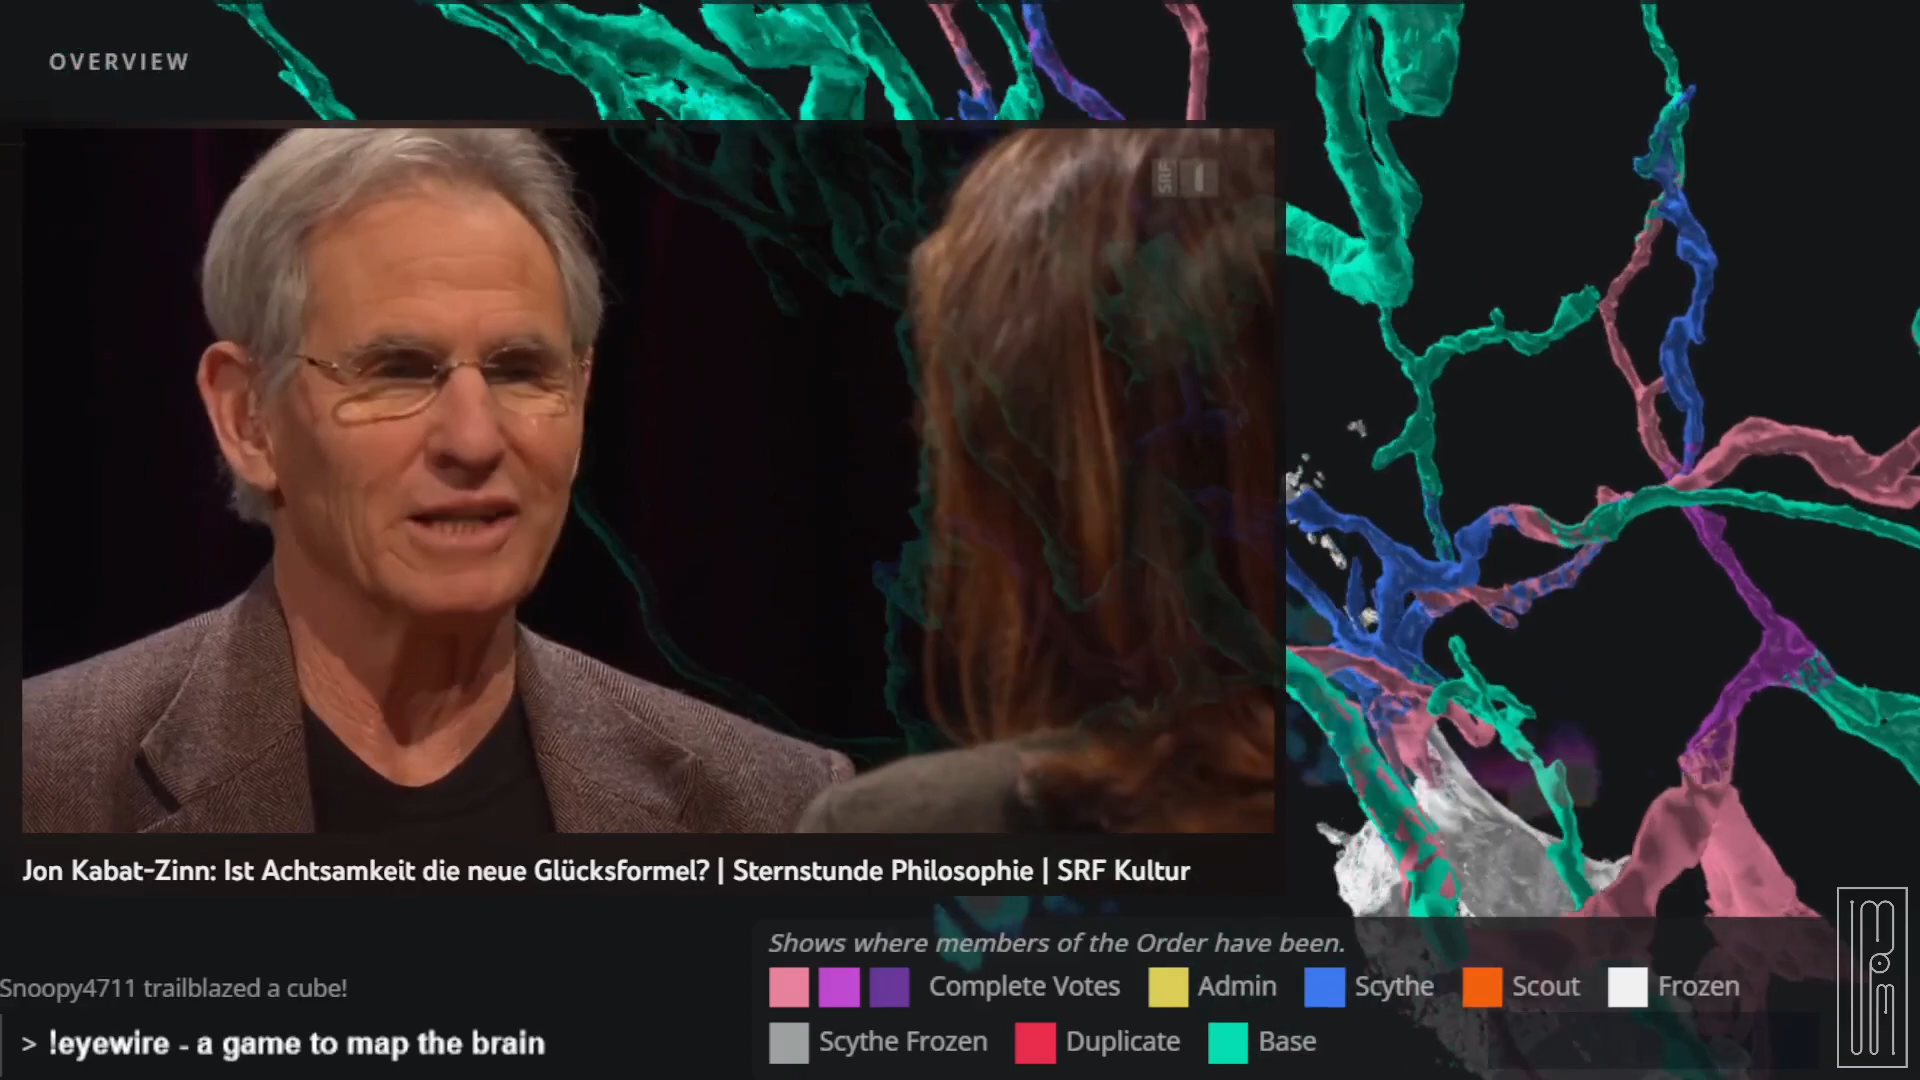 OVERVIEW
SRF 1
Jon Kabat-Zinn: Ist Achtsamkeit die neue Glücksformel? | Sternstunde Philosophie | SRF Kultur
Shows where members of the Order have been.
Complete Votes Admin Scythe Scout Frozen
Scythe Frozen Duplicate Base
Snoopy4711 trailblazed a cube!
> !eyewire - a game to map the brain